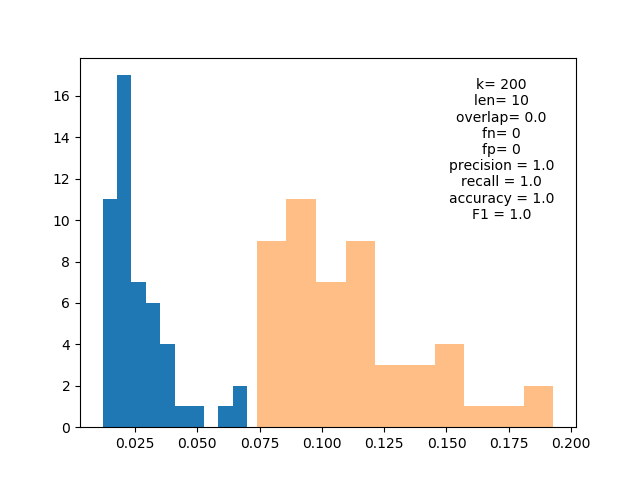 k= 200
len= 10
overlap= 0.0
fn= 0
fp= 0
precision = 1.0
recall = 1.0
accuracy = 1.0
F1 = 1.0
16
14
12
10
8
6
4
2
0
0.025 0.050 0.075 0.100 0.125 0.150 0.175 0.200